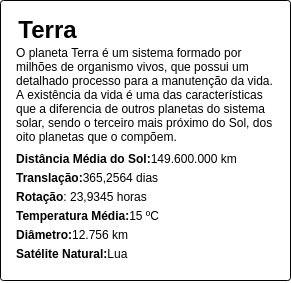 Terra
O planeta Terra é um sistema formado por
milhões de organismo vivos, que possui um
detalhado processo para a manutenção da vida.
A existência da vida é uma das características
que a diferencia de outros planetas do sistema
solar, sendo o terceiro mais próximo do Sol, dos
oito planetas que o compõem.
Distância Média do Sol:149.600.000 km
Translação:365,2564 dias
Rotação: 23,9345 horas
Temperatura Média:15 ºC
Diâmetro:12.756 km
Satélite Natural:Lua